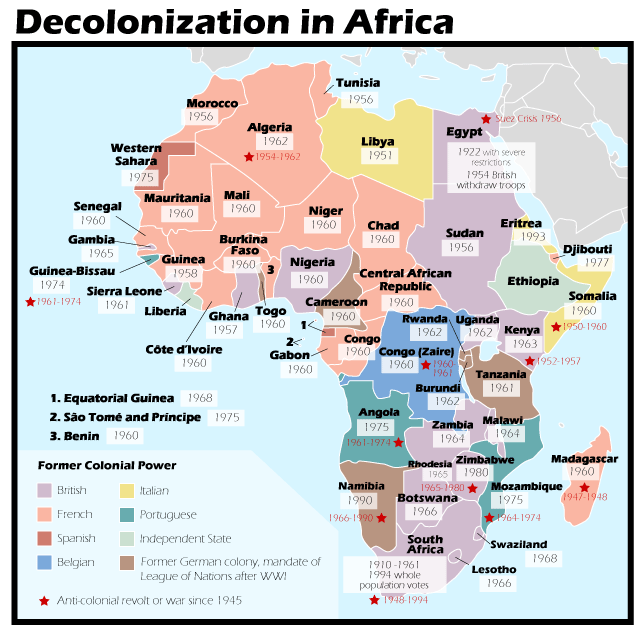 Decolonization in Africa
Tunisia
1956
Morocco
1956
Algeria
1962
1954-1962
Libya
1951
Egypt
Suez Crisis 1956
1922 with severe
restrictions
1954 British
withdraw troops
Western
Sahara
1975
Mauritania
1960
Mali
1960
Niger
1960
Chad
1960
Sudan
1956
Eritrea
1993
Djibouti
1977
Senegal
1960
Gambia
1965
Guinea-Bissau
1974
1961-1974
Guinea
1958
Burkina
Faso
1960
3
Nigeria
1960
Ethiopia
Somalia
1960
1950-1960
Sierra Leone
1961
Liberia
Côte d'Ivoire
1960
Ghana
1957
Togo
1960
Cameroon
1960
Central African
Republic
1960
1
2
Gabon
1960
Congo
1960
Congo (Zaire)
1960
1960-
1961
Rwanda
1962
Uganda
1962
Kenya
1963
1952-1957
Burundi
1962
Tanzania
1961
1. Equatorial Guinea 1968
2. São Tomé and Príncipe 1975
3. Benin 1960
Angola
1975
1961-1974
Zambia
1964
Malawi
1964
Rhodesia
1965
1965-1980
Zimbabwe
1980
Mozambique
1975
1964-1974
Madagascar
1960
1947-1948
Namibia
1990
1966-1990
Botswana
1966
South
Africa
1910 -1961
1994 whole
population votes
1948-1994
Swaziland
1968
Lesotho
1966
Former Colonial Power
British
French
Spanish
Belgian
Italian
Portuguese
Independent State
Former German colony, mandate of
League of Nations after WWI
Anti-colonial revolt or war since 1945